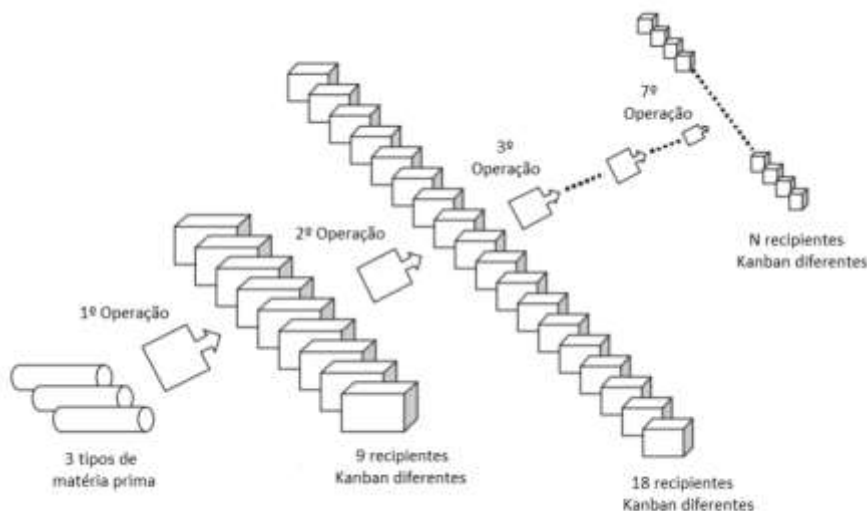 7º
Operação
3º
Operação
2º Operação
1º Operação
N recipientes
Kanban diferentes
3 tipos de
matéria prima
9 recipientes
Kanban diferentes
18 recipientes
Kanban diferentes